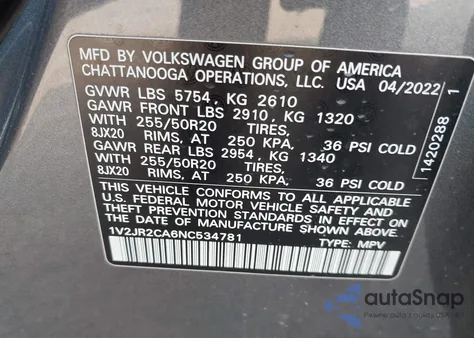 MFD BY VOLKSWAGEN GROUP OF AMERICA
CHATTANOOGA OPERATIONS, LLC. USA 04/2022
GVWR LBS 5754, KG 2610
GAWR FRONT LBS 2910, KG 1320
WITH 255/50R20 TIRES,
8JX20 RIMS, AT 250 KPA, 36 PSI COLD
GAWR REAR LBS 2954, KG 1340
WITH 255/50R20 TIRES,
8JX20 RIMS, AT 250 KPA, 36 PSI COLD
THIS VEHICLE CONFORMS TO ALL APPLICABLE
U.S. FEDERAL MOTOR VEHICLE SAFETY
STANDARDS IN EFFECT ON THE DATE OF
MANUFACTURE SHOWN ABOVE.
1V2JR2CA6NC534781 TYPE: MPV
1420288 1
autoSnap